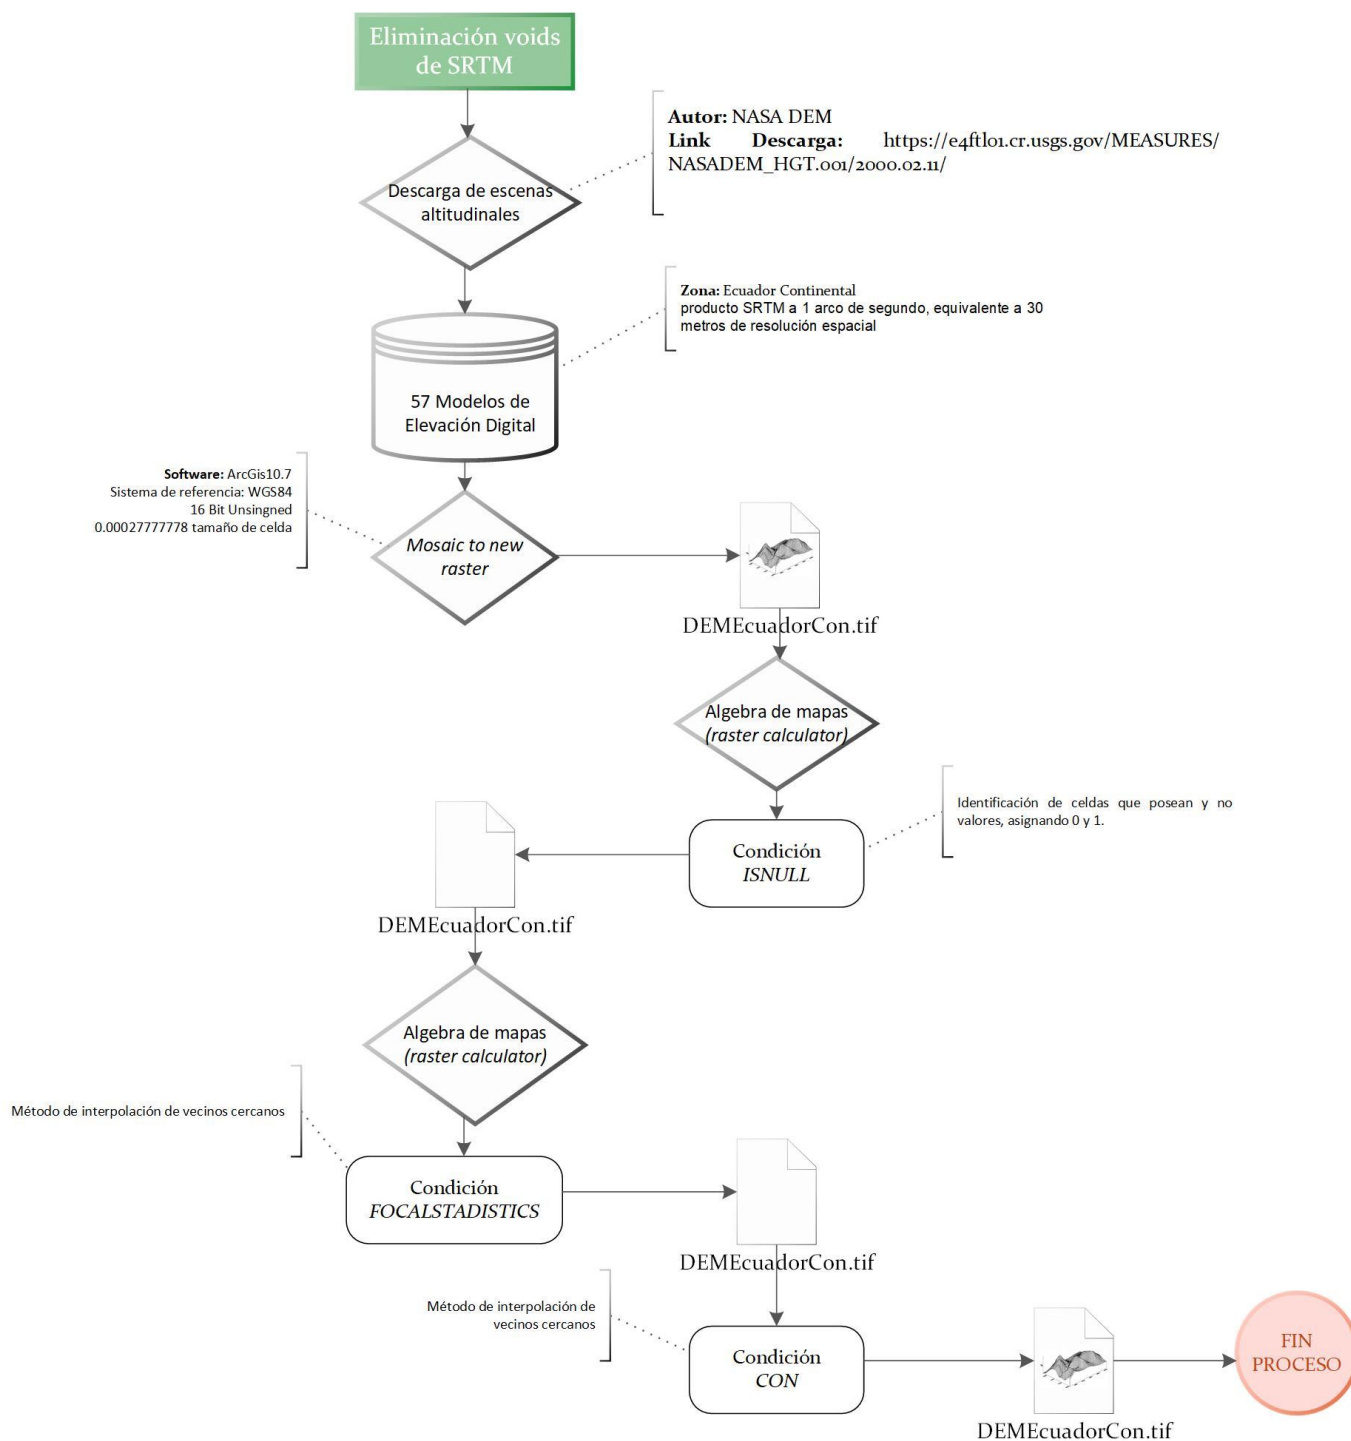 Eliminación voids
de SRTM
Autor: NASA DEM
Link Descarga: https://e4ftl01.cr.usgs.gov/MEASURES/
NASADEM_HGT.001/2000.02.11/
Descarga de escenas
altitudinales
Zona: Ecuador Continental
producto SRTM a 1 arco de segundo, equivalente a 30
metros de resolución espacial
57 Modelos de
Elevación Digital
Software: ArcGis10.7
Sistema de referencia: WGS84
16 Bit Unsingned
0.00027777778 tamaño de celda
Mosaic to new
raster
DEMEcuadorCon.tif
Algebra de mapas
(raster calculator)
Identificación de celdas que posean y no
valores, asignando 0 y 1.
Condición
ISNULL
DEMEcuadorCon.tif
Algebra de mapas
(raster calculator)
Método de interpolación de vecinos cercanos
Condición
FOCALSTADISTICS
DEMEcuadorCon.tif
Método de interpolación de
vecinos cercanos
Condición
CON
DEMEcuadorCon.tif
FIN
PROCESO